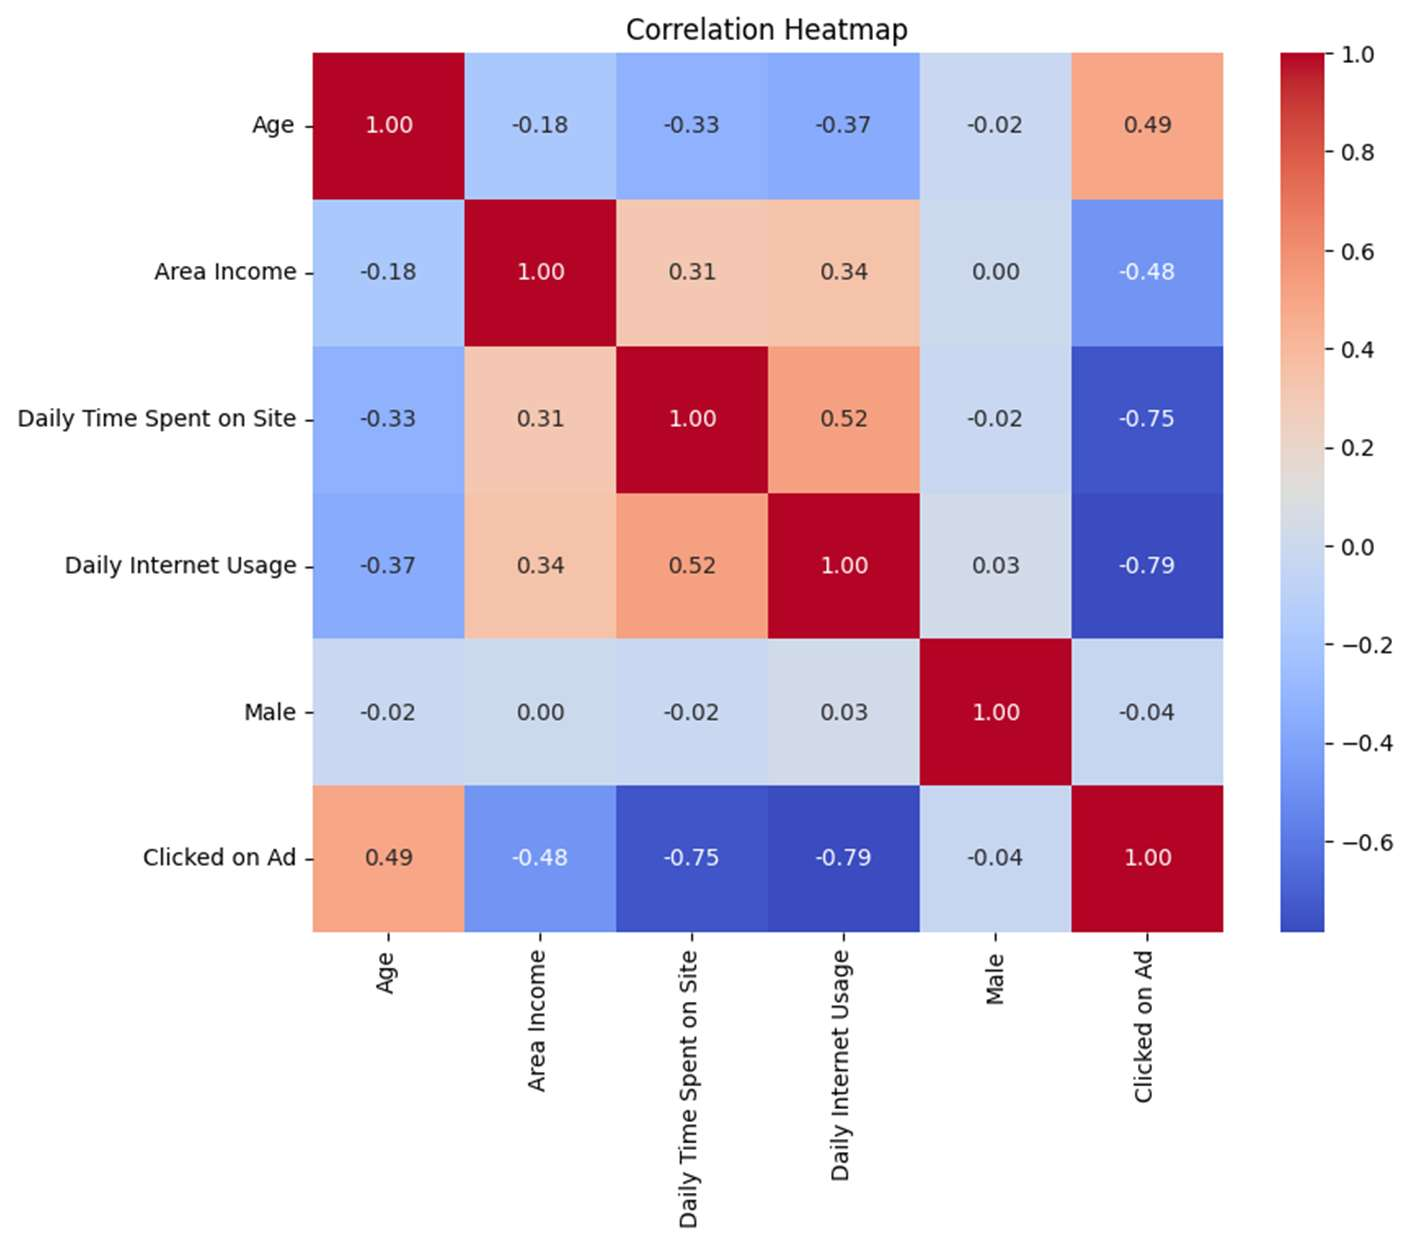 Correlation Heatmap
Age 1.00 -0.18 -0.33 -0.37 -0.02 0.49
Area Income -0.18 1.00 0.31 0.34 0.00 -0.48
Daily Time Spent on Site -0.33 0.31 1.00 0.52 -0.02 -0.75
Daily Internet Usage -0.37 0.34 0.52 1.00 0.03 -0.79
Male -0.02 0.00 -0.02 0.03 1.00 -0.04
Clicked on Ad 0.49 -0.48 -0.75 -0.79 -0.04 1.00
Age
Area Income
Daily Time Spent on Site
Daily Internet Usage
Male
Clicked on Ad
1.0
0.8
0.6
0.4
0.2
0.0
−0.2
−0.4
−0.6